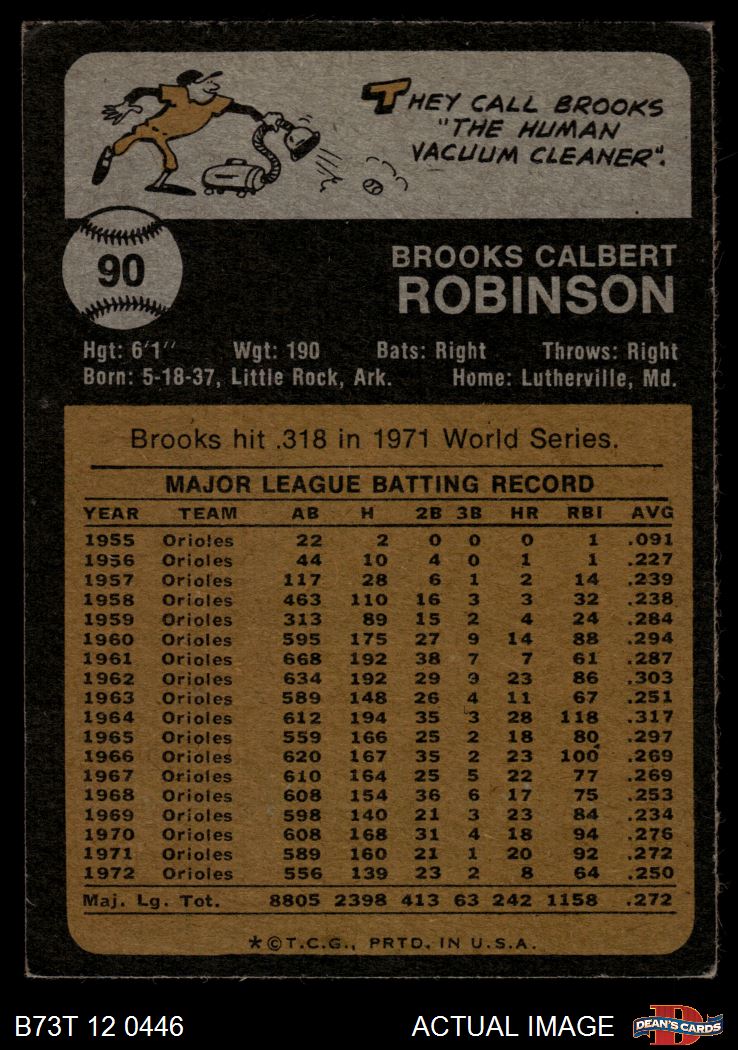 THEY CALL BROOKS
"THE HUMAN
VACUUM CLEANER".
90
BROOKS CALBERT
ROBINSON
Hgt: 6'1" Wgt: 190 Bats: Right Throws: Right
Born: 5-18-37, Little Rock, Ark. Home: Lutherville, Md.
Brooks hit .318 in 1971 World Series.
MAJOR LEAGUE BATTING RECORD
YEAR TEAM AB H 2B 3B HR RBI AVG
1955 Orioles 22 2 0 0 0 1 .091
1956 Orioles 44 10 4 0 1 1 .227
1957 Orioles 117 28 6 1 2 14 .239
1958 Orioles 463 110 16 3 3 32 .238
1959 Orioles 313 89 15 2 4 24 .284
1960 Orioles 595 175 27 9 14 88 .294
1961 Orioles 668 192 38 7 7 61 .287
1962 Orioles 634 192 29 9 23 86 .303
1963 Orioles 589 148 26 4 11 67 .251
1964 Orioles 612 194 35 3 28 118 .317
1965 Orioles 559 166 25 2 18 80 .297
1966 Orioles 620 167 35 2 23 100 .269
1967 Orioles 610 164 25 5 22 77 .269
1968 Orioles 608 154 36 6 17 75 .253
1969 Orioles 598 140 21 3 23 84 .234
1970 Orioles 608 168 31 4 18 94 .276
1971 Orioles 589 160 21 1 20 92 .272
1972 Orioles 556 139 23 2 8 64 .250
Maj. Lg. Tot. 8805 2398 413 63 242 1158 .272
*©T.C.G., PRTD. IN U.S.A.
B73T 12 0446 ACTUAL IMAGE
D
DEAN'S CARDS